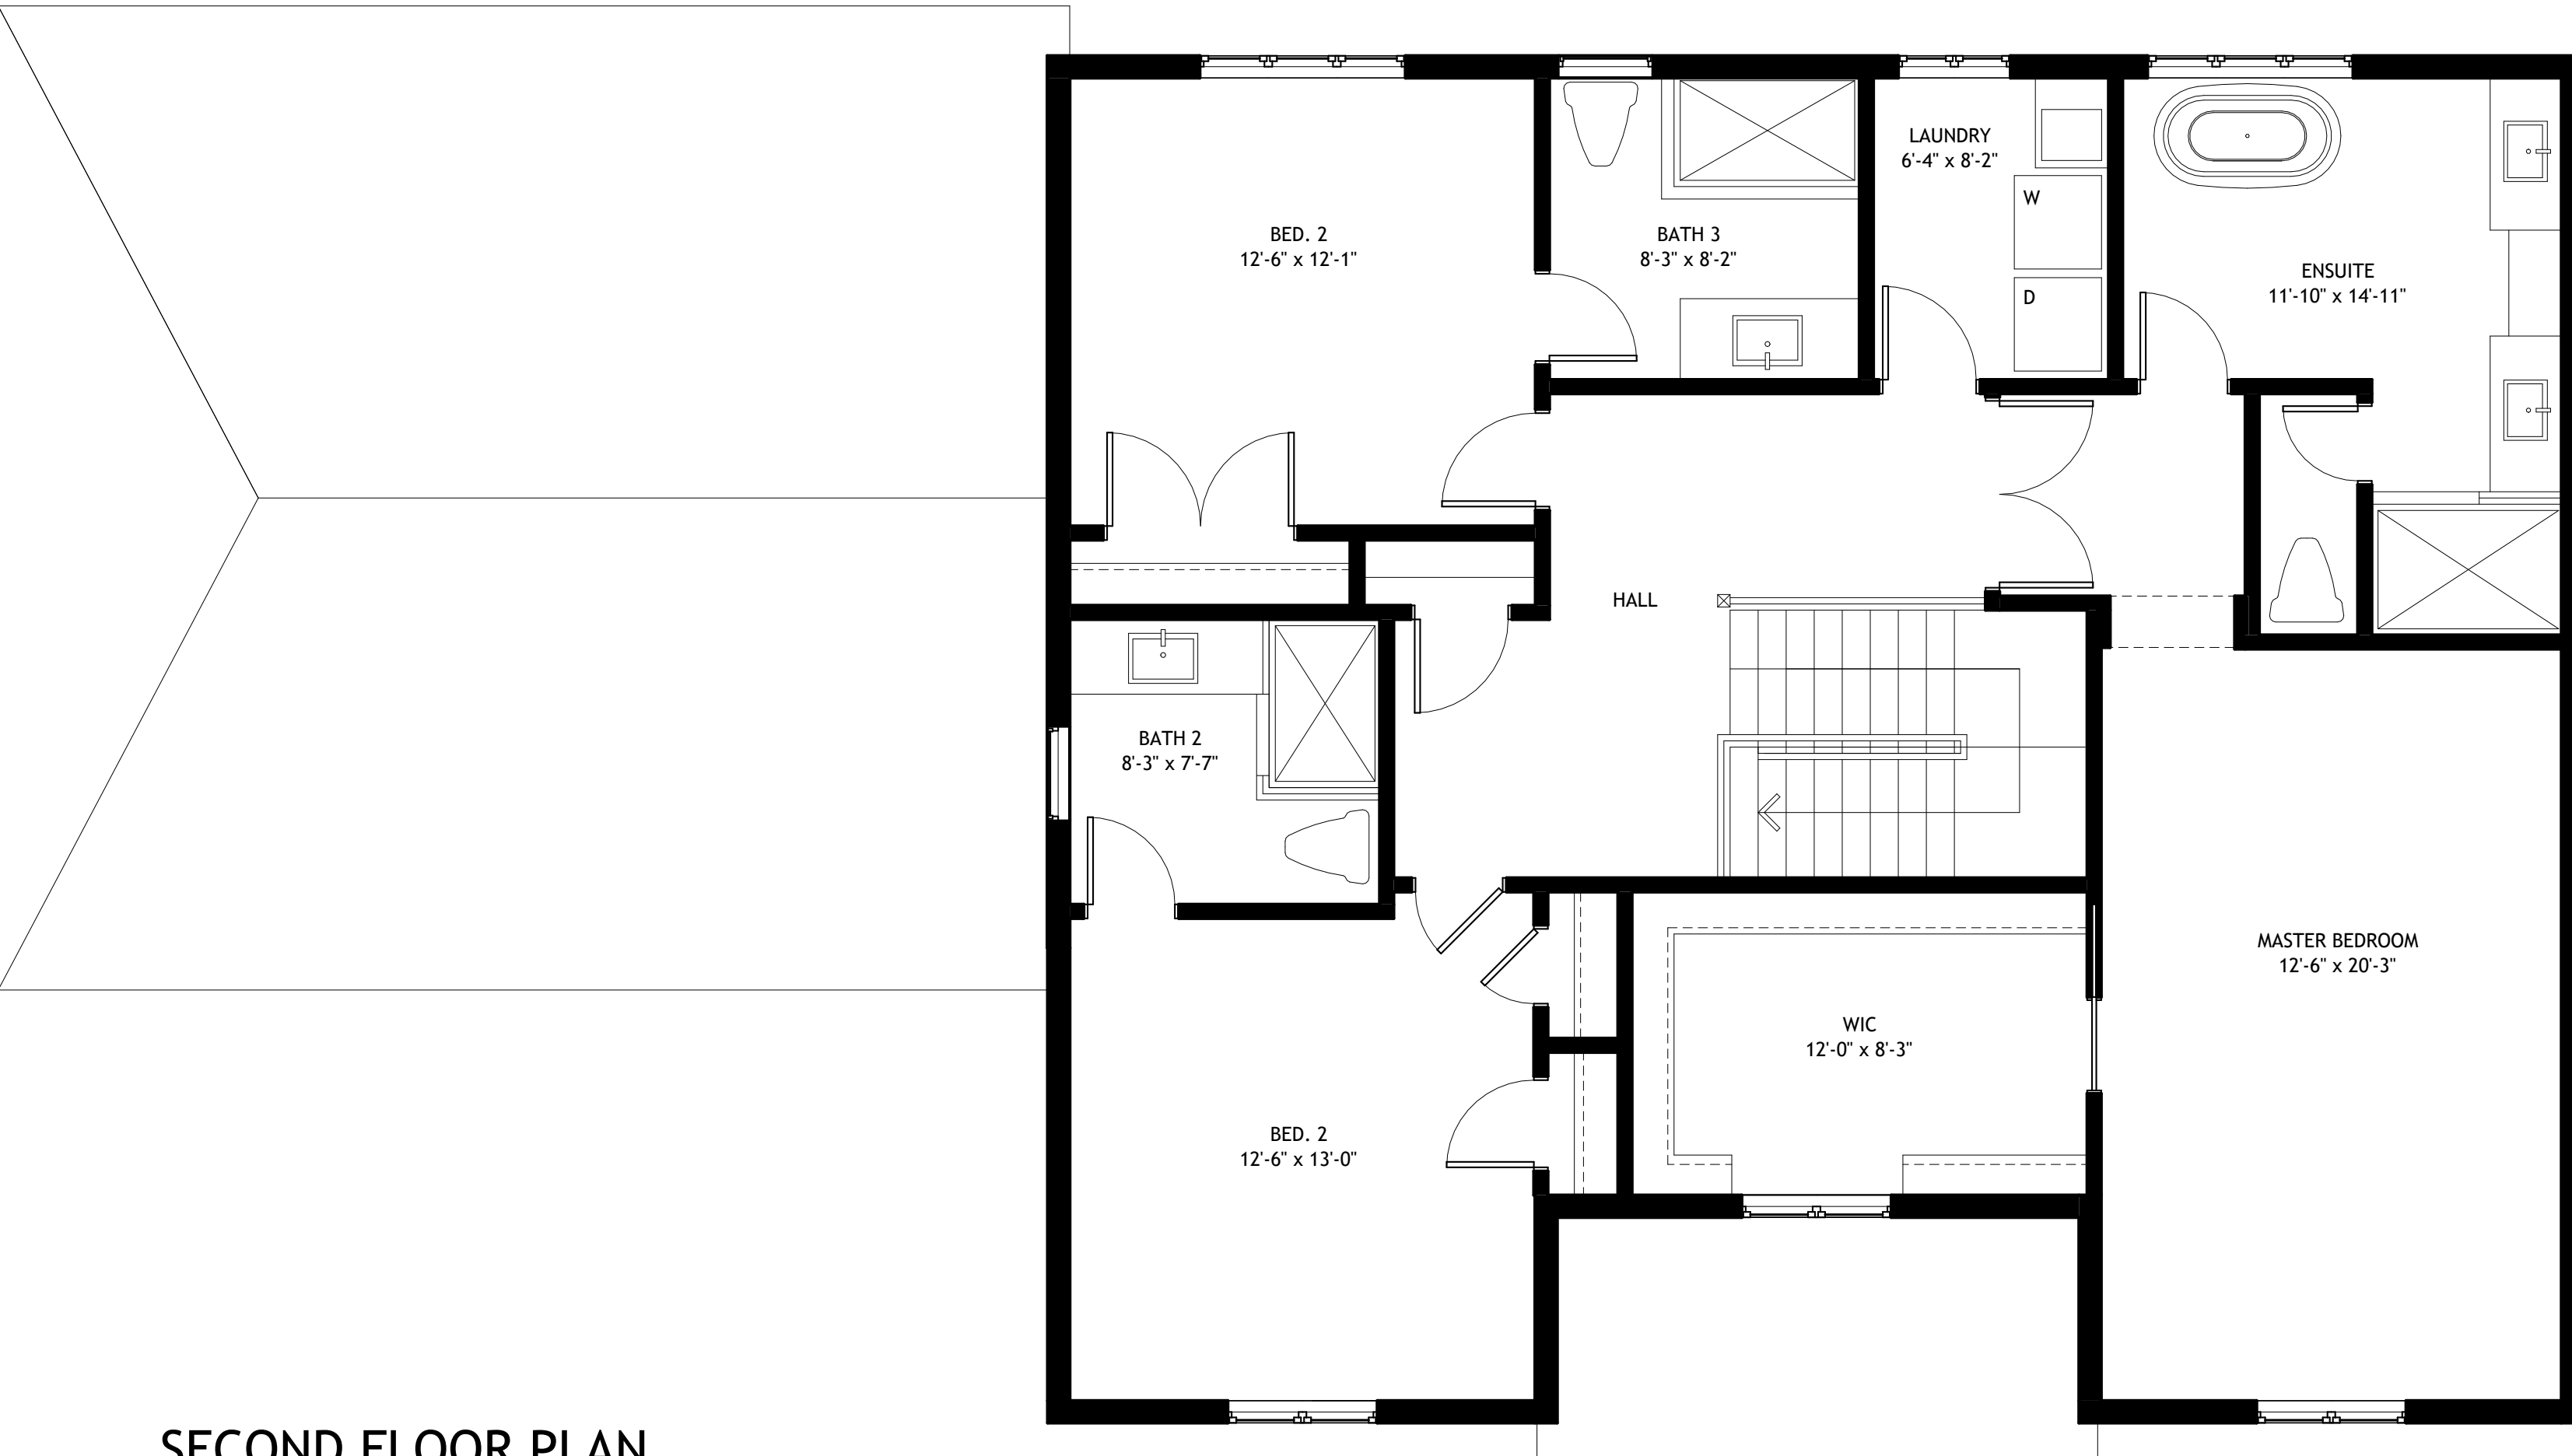 LAUNDRY
6'-4" x 8'-2"
W
D
BED. 2
12'-6" x 12'-1"
BATH 3
8'-3" x 8'-2"
ENSUITE
11'-10" x 14'-11"
HALL
BATH 2
8'-3" x 7'-7"
MASTER BEDROOM
12'-6" x 20'-3"
WIC
12'-0" x 8'-3"
BED. 2
12'-6" x 13'-0"
SECOND FLOOR PLAN